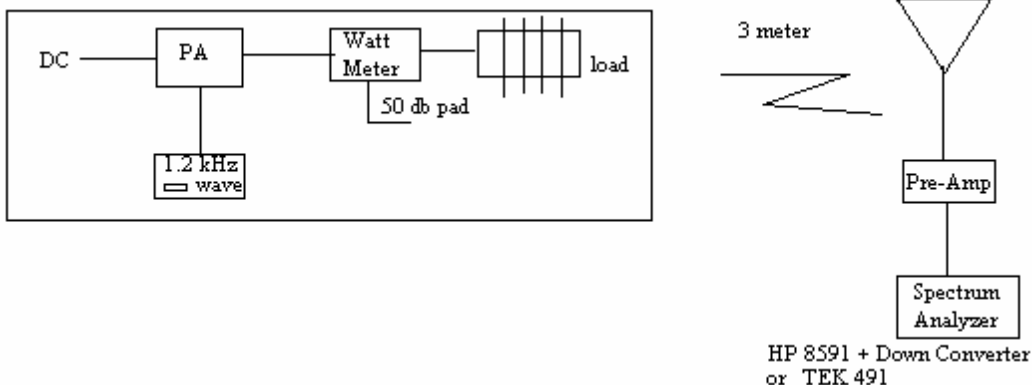 DC
PA
Watt
Meter
load
50 db pad
1.2 kHz
wave
3 meter
Pre-Amp
Spectrum
Analyzer
HP 8591 + Down Converter
or TEK 491